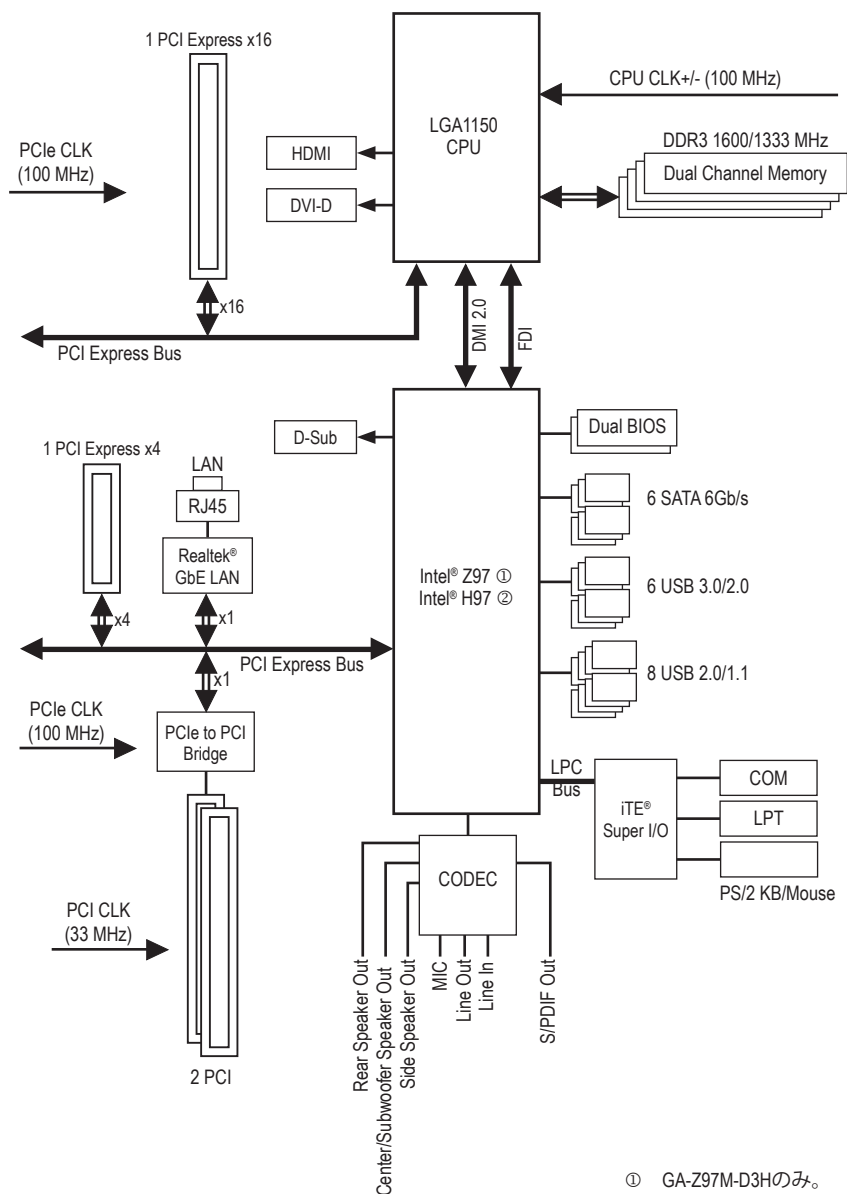 1 PCI Express x16
CPU CLK+/- (100 MHz)
LGA1150
CPU
DDR3 1600/1333 MHz
Dual Channel Memory
PCIe CLK
(100 MHz)
HDMI
DVI-D
x16
PCI Express Bus
DMI 2.0
FDI
D-Sub
Dual BIOS
1 PCI Express x4
LAN
RJ45
6 SATA 6Gb/s
Realtek®
GbE LAN
Intel® Z97 ①
Intel® H97 ②
6 USB 3.0/2.0
x4
x1
PCI Express Bus
8 USB 2.0/1.1
x1
PCIe CLK
(100 MHz)
PCIe to PCI
Bridge
LPC
Bus
iTE®
Super I/O
COM
LPT
PS/2 KB/Mouse
CODEC
PCI CLK
(33 MHz)
2 PCI
Rear Speaker Out
Center/Subwoofer Speaker Out
Side Speaker Out
MIC
Line Out
Line In
S/PDIF Out
① GA-Z97M-D3Hのみ。